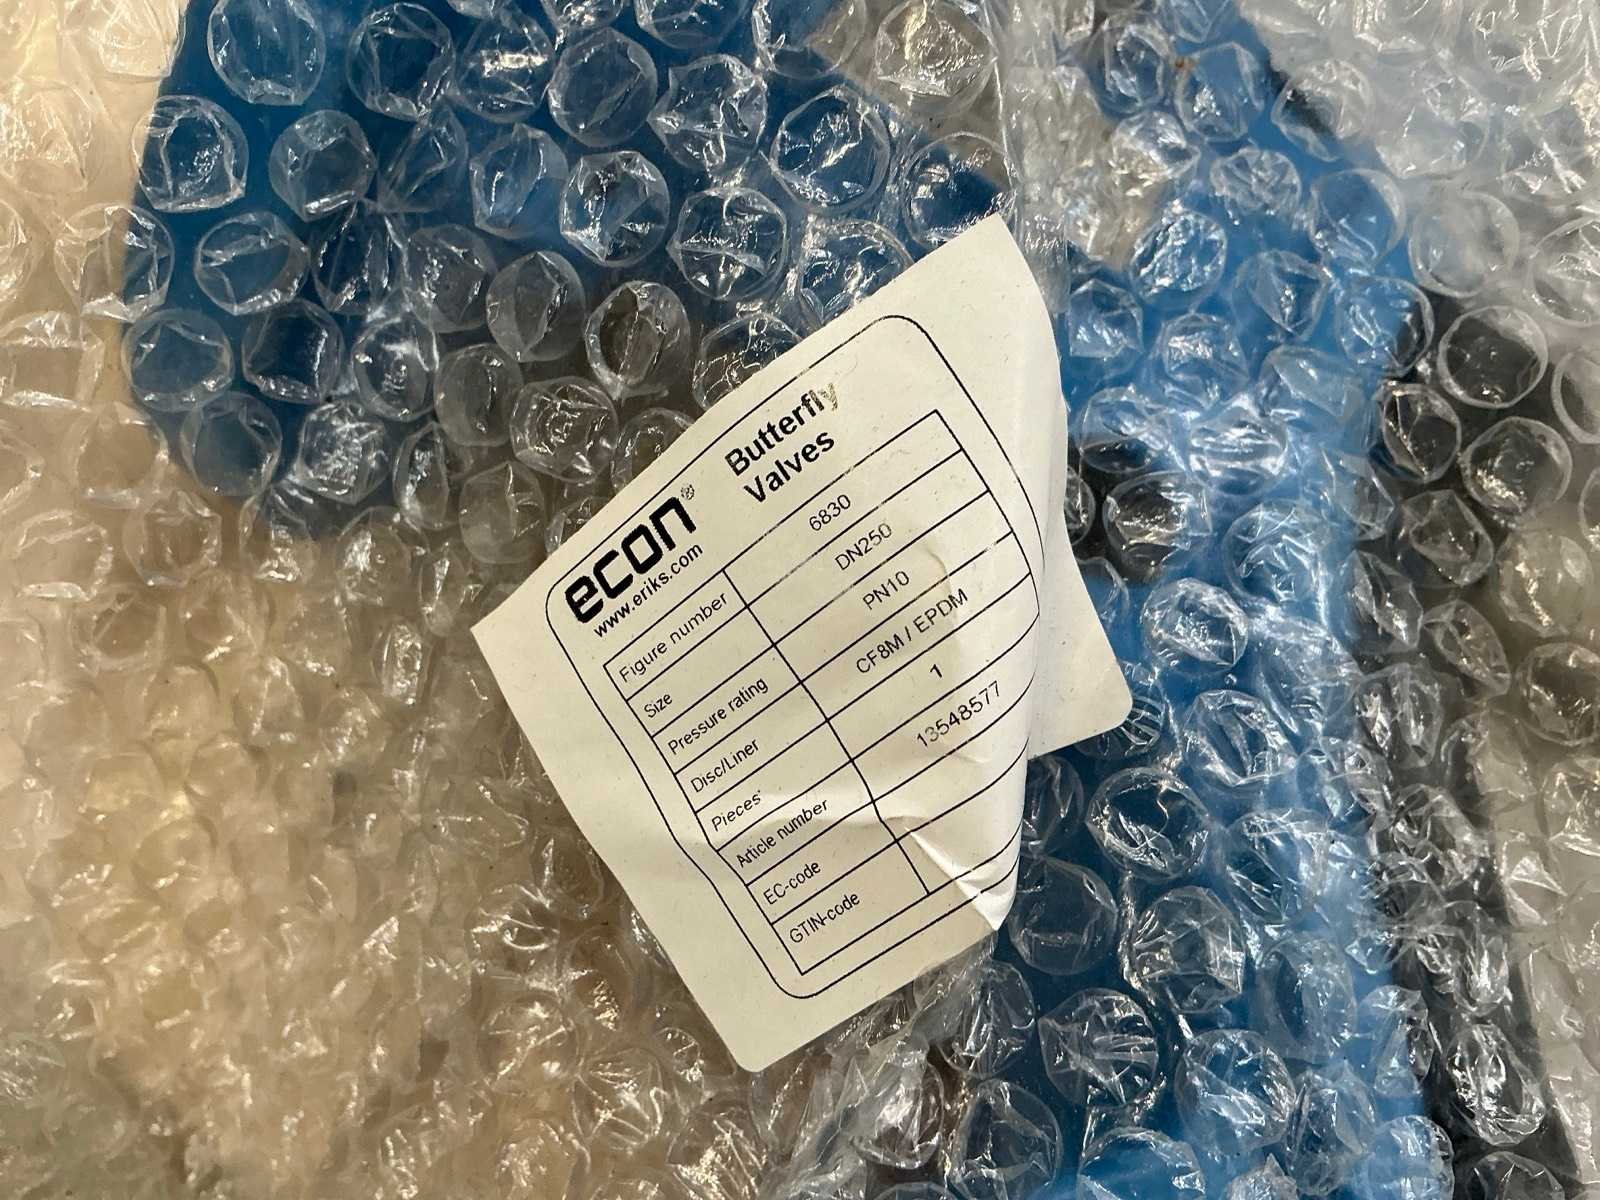 econ®
www.eriks.com
Butterfly
Valves
Figure number 6830
Size DN250
Pressure rating PN10
Disc/Liner CF8M / EPDM
Pieces 1
Article number 13548577
EC-code
GTIN-code